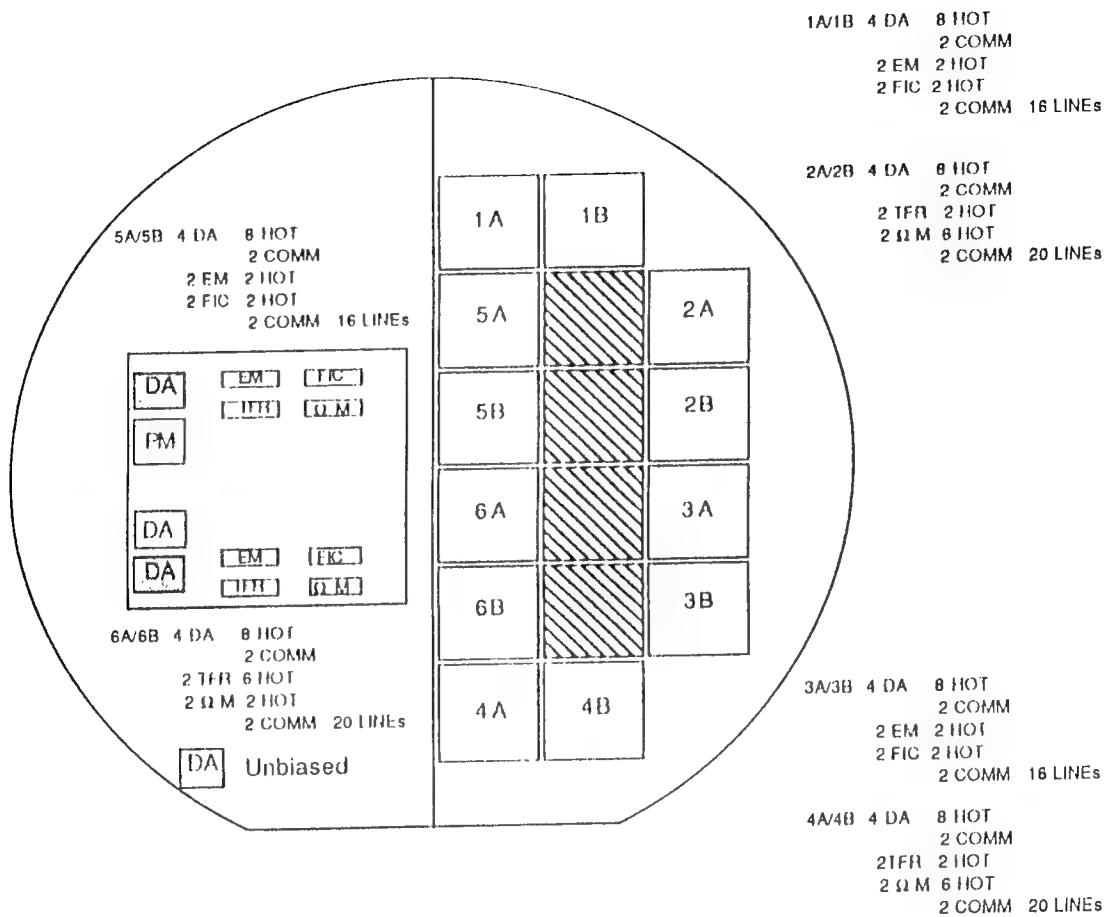 1A/1B 4 DA 8 HOT
2 COMM
2 EM 2 HOT
2 FIC 2 HOT
2 COMM 16 LINEs
2A/2B 4 DA 8 HOT
2 COMM
2 TFR 2 HOT
2 Ω M 6 HOT
2 COMM 20 LINEs
5A/5B 4 DA 8 HOT
2 COMM
2 EM 2 HOT
2 FIC 2 HOT
2 COMM 16 LINEs
DA EM FIC
TFR Ω M
PM
DA
DA EM FIC
TFR Ω M
6A/6B 4 DA 8 HOT
2 COMM
2 TFR 6 HOT
2 Ω M 2 HOT
2 COMM 20 LINEs
DA Unbiased
1A 1B
5A 2A
5B 2B
6A 3A
6B 3B
4A 4B
3A/3B 4 DA 8 HOT
2 COMM
2 EM 2 HOT
2 FIC 2 HOT
2 COMM 16 LINEs
4A/4B 4 DA 8 HOT
2 COMM
2TFR 2 HOT
2 Ω M 6 HOT
2 COMM 20 LINEs